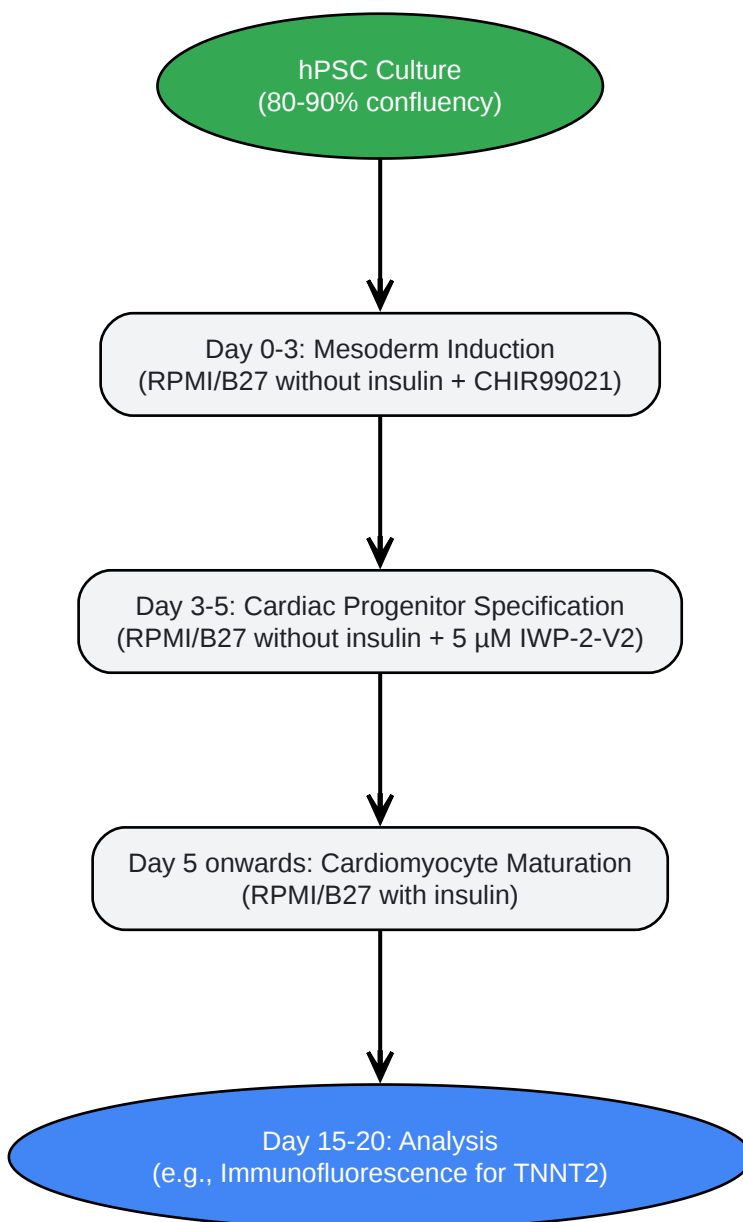 hPSC Culture
(80-90% confluency)
Day 0-3: Mesoderm Induction
(RPMI/B27 without insulin + CHIR99021)
Day 3-5: Cardiac Progenitor Specification
(RPMI/B27 without insulin + 5 µM IWP-2-V2)
Day 5 onwards: Cardiomyocyte Maturation
(RPMI/B27 with insulin)
Day 15-20: Analysis
(e.g., Immunofluorescence for TNNT2)